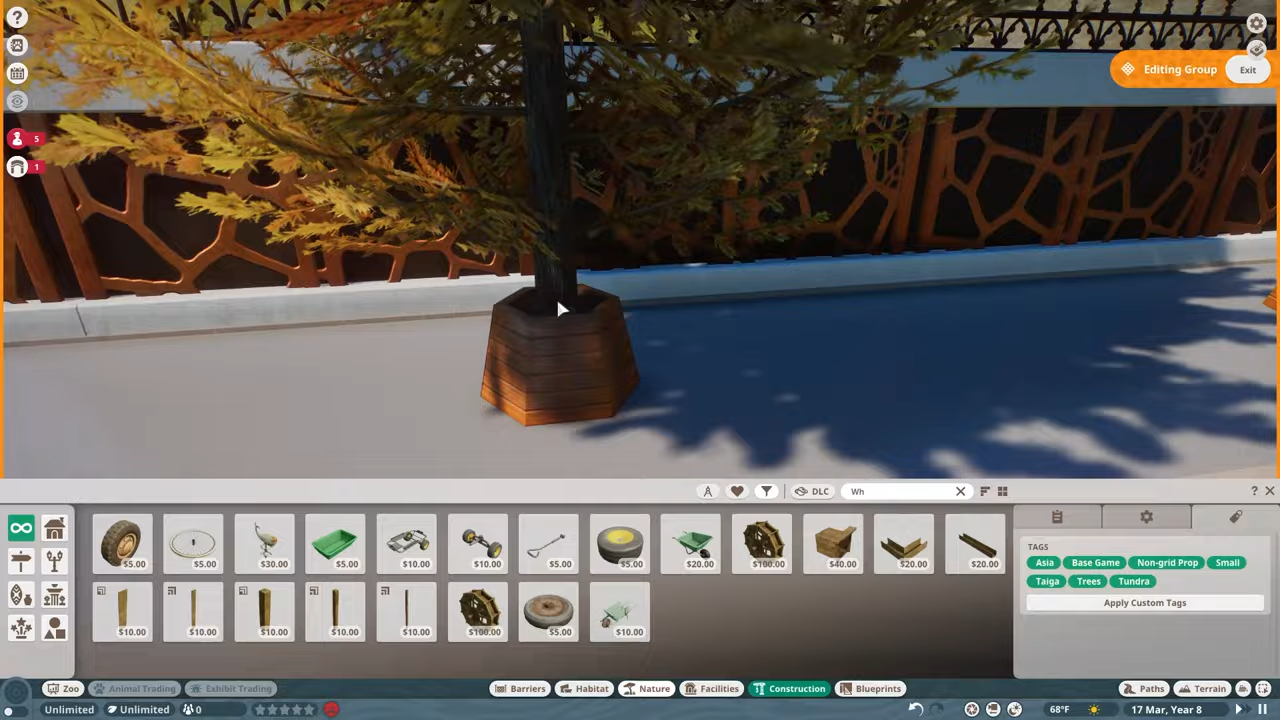 ?
Editing Group Exit
5
1
DLC Wh
?
$5.00 $5.00 $30.00 $5.00 $10.00 $10.00 $5.00 $5.00 $20.00 $100.00 $40.00 $20.00 $20.00
$10.00 $10.00 $10.00 $10.00 $10.00 $100.00 $5.00 $10.00
TAGS
Asia Base Game Non-grid Prop Small
Taiga Trees Tundra
Apply Custom Tags
Zoo Animal Trading Exhibit Trading Barriers Habitat Nature Facilities Construction Blueprints Paths Terrain
Unlimited Unlimited 0 68°F 17 Mar, Year 8